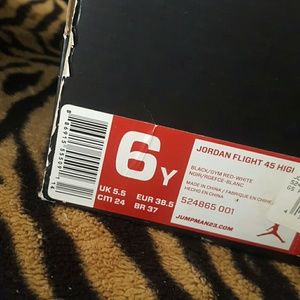 6Y
UK 5.5 EUR 38.5
CM 24 BR 37
JORDAN FLIGHT 45 HIGH
BLACK/GYM RED-WHITE
NOIR/RGEFCE-BLANC
MADE IN CHINA / FABRIQUE EN CHINE
HECHO EN CHINA
524865 001
JUMPMAN23.COM